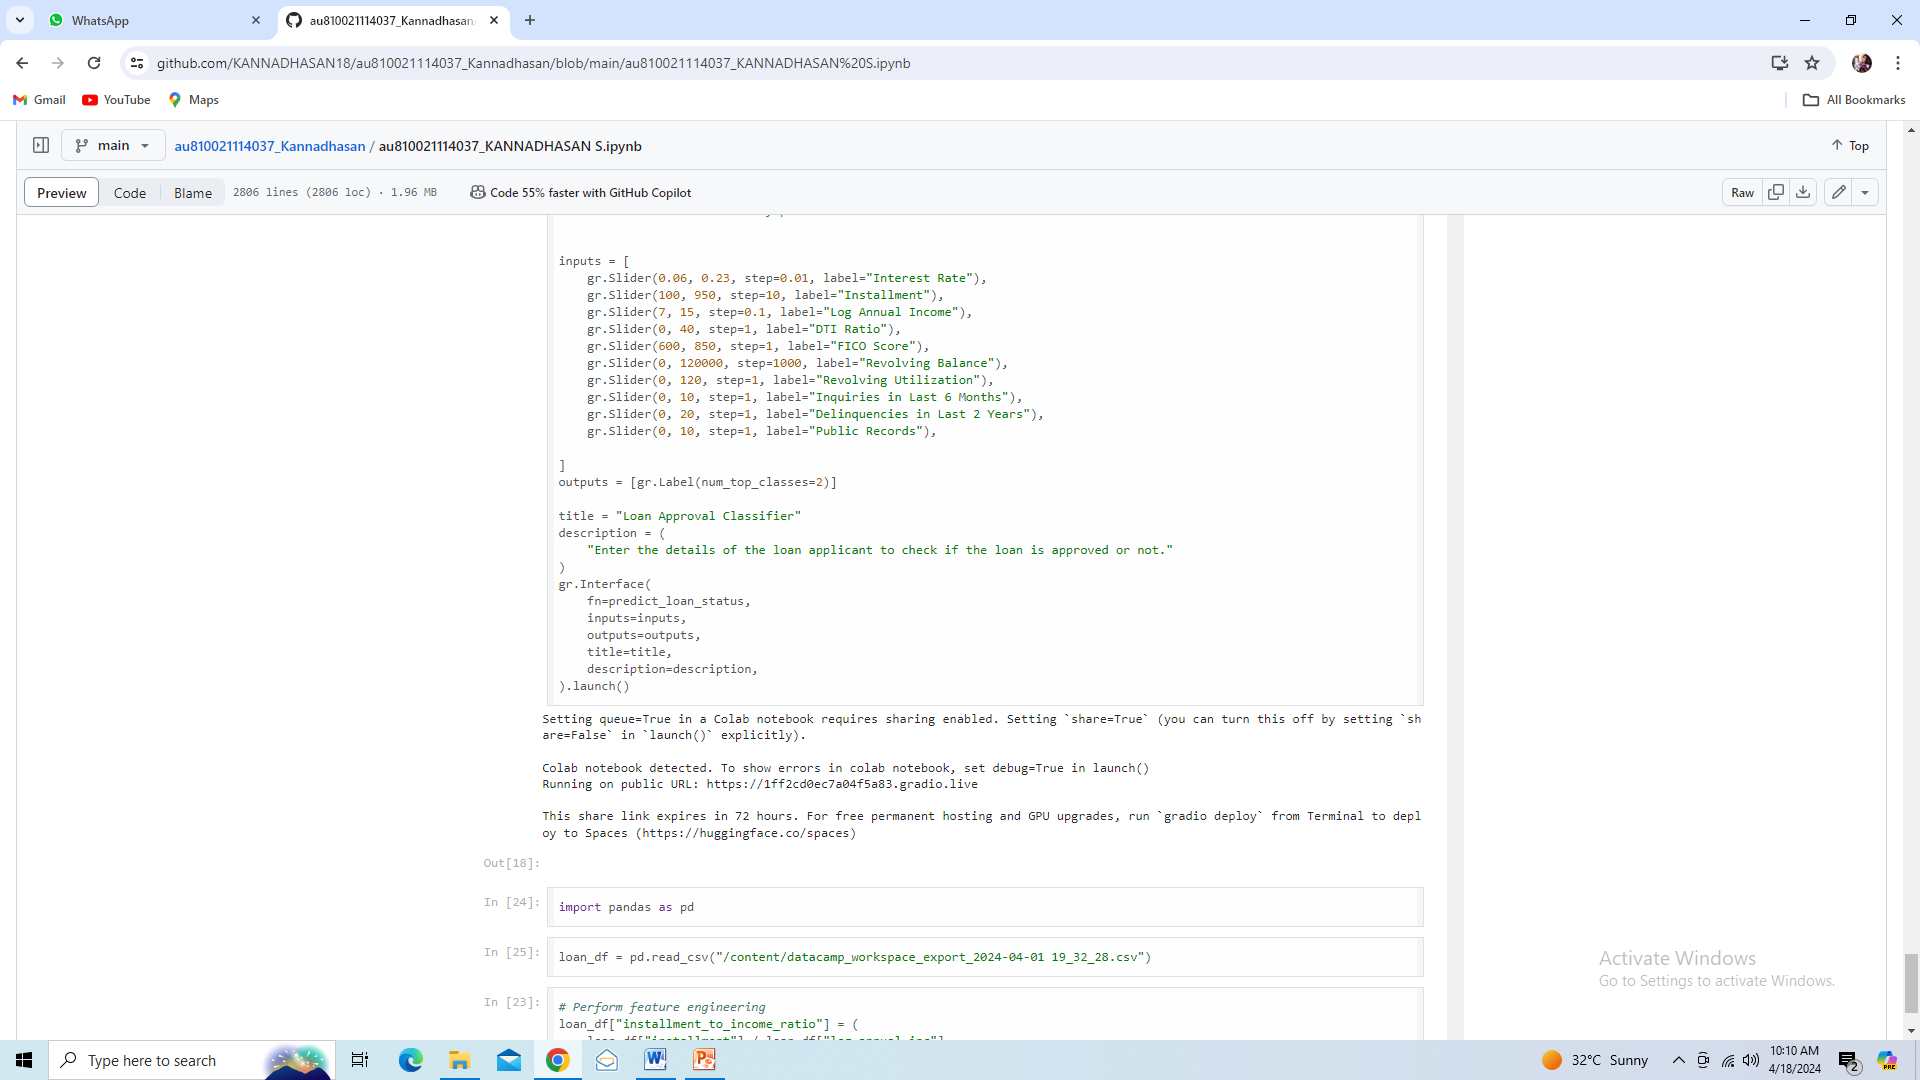 WhatsApp
au810021114037_Kannadhasan
github.com/KANNADHASAN18/au810021114037_Kannadhasan/blob/main/au810021114037_KANNADHASAN%20S.ipynb
Gmail YouTube Maps All Bookmarks
main au810021114037_Kannadhasan / au810021114037_KANNADHASAN S.ipynb Top
Preview Code Blame 2806 lines (2806 loc) · 1.96 MB Code 55% faster with GitHub Copilot Raw
inputs = [
gr.Slider(0.06, 0.23, step=0.01, label="Interest Rate"),
gr.Slider(100, 950, step=10, label="Installment"),
gr.Slider(7, 15, step=0.1, label="Log Annual Income"),
gr.Slider(0, 40, step=1, label="DTI Ratio"),
gr.Slider(600, 850, step=1, label="FICO Score"),
gr.Slider(0, 120000, step=1000, label="Revolving Balance"),
gr.Slider(0, 120, step=1, label="Revolving Utilization"),
gr.Slider(0, 10, step=1, label="Inquiries in Last 6 Months"),
gr.Slider(0, 20, step=1, label="Delinquencies in Last 2 Years"),
gr.Slider(0, 10, step=1, label="Public Records"),
]
outputs = [gr.Label(num_top_classes=2)]
title = "Loan Approval Classifier"
description = (
"Enter the details of the loan applicant to check if the loan is approved or not."
)
gr.Interface(
fn=predict_loan_status,
inputs=inputs,
outputs=outputs,
title=title,
description=description,
).launch()
Setting queue=True in a Colab notebook requires sharing enabled. Setting `share=True` (you can turn this off by setting `sh
are=False` in `launch()` explicitly).
Colab notebook detected. To show errors in colab notebook, set debug=True in launch()
Running on public URL: https://1ff2cd0ec7a04f5a83.gradio.live
This share link expires in 72 hours. For free permanent hosting and GPU upgrades, run `gradio deploy` from Terminal to depl
oy to Spaces (https://huggingface.co/spaces)
Out[18]:
In [24]: import pandas as pd
In [25]: loan_df = pd.read_csv("/content/datacamp_workspace_export_2024-04-01 19_32_28.csv")
In [23]: # Perform feature engineering
loan_df["installment_to_income_ratio"] = (
Activate Windows
Go to Settings to activate Windows.
Type here to search
32°C Sunny
10:10 AM
4/18/2024
2
PRE